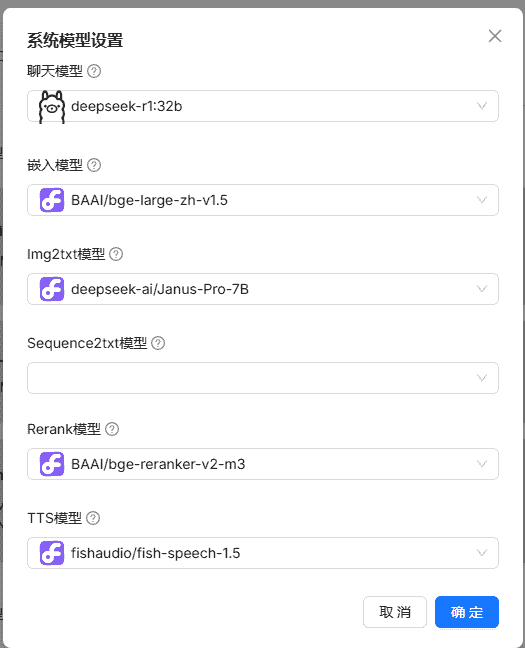 系统模型设置
聊天模型
deepseek-r1:32b
嵌入模型
BAAI/bge-large-zh-v1.5
Img2txt模型
deepseek-ai/Janus-Pro-7B
Sequence2txt模型
Rerank模型
BAAI/bge-reranker-v2-m3
TTS模型
fishaudio/fish-speech-1.5
取 消
确 定